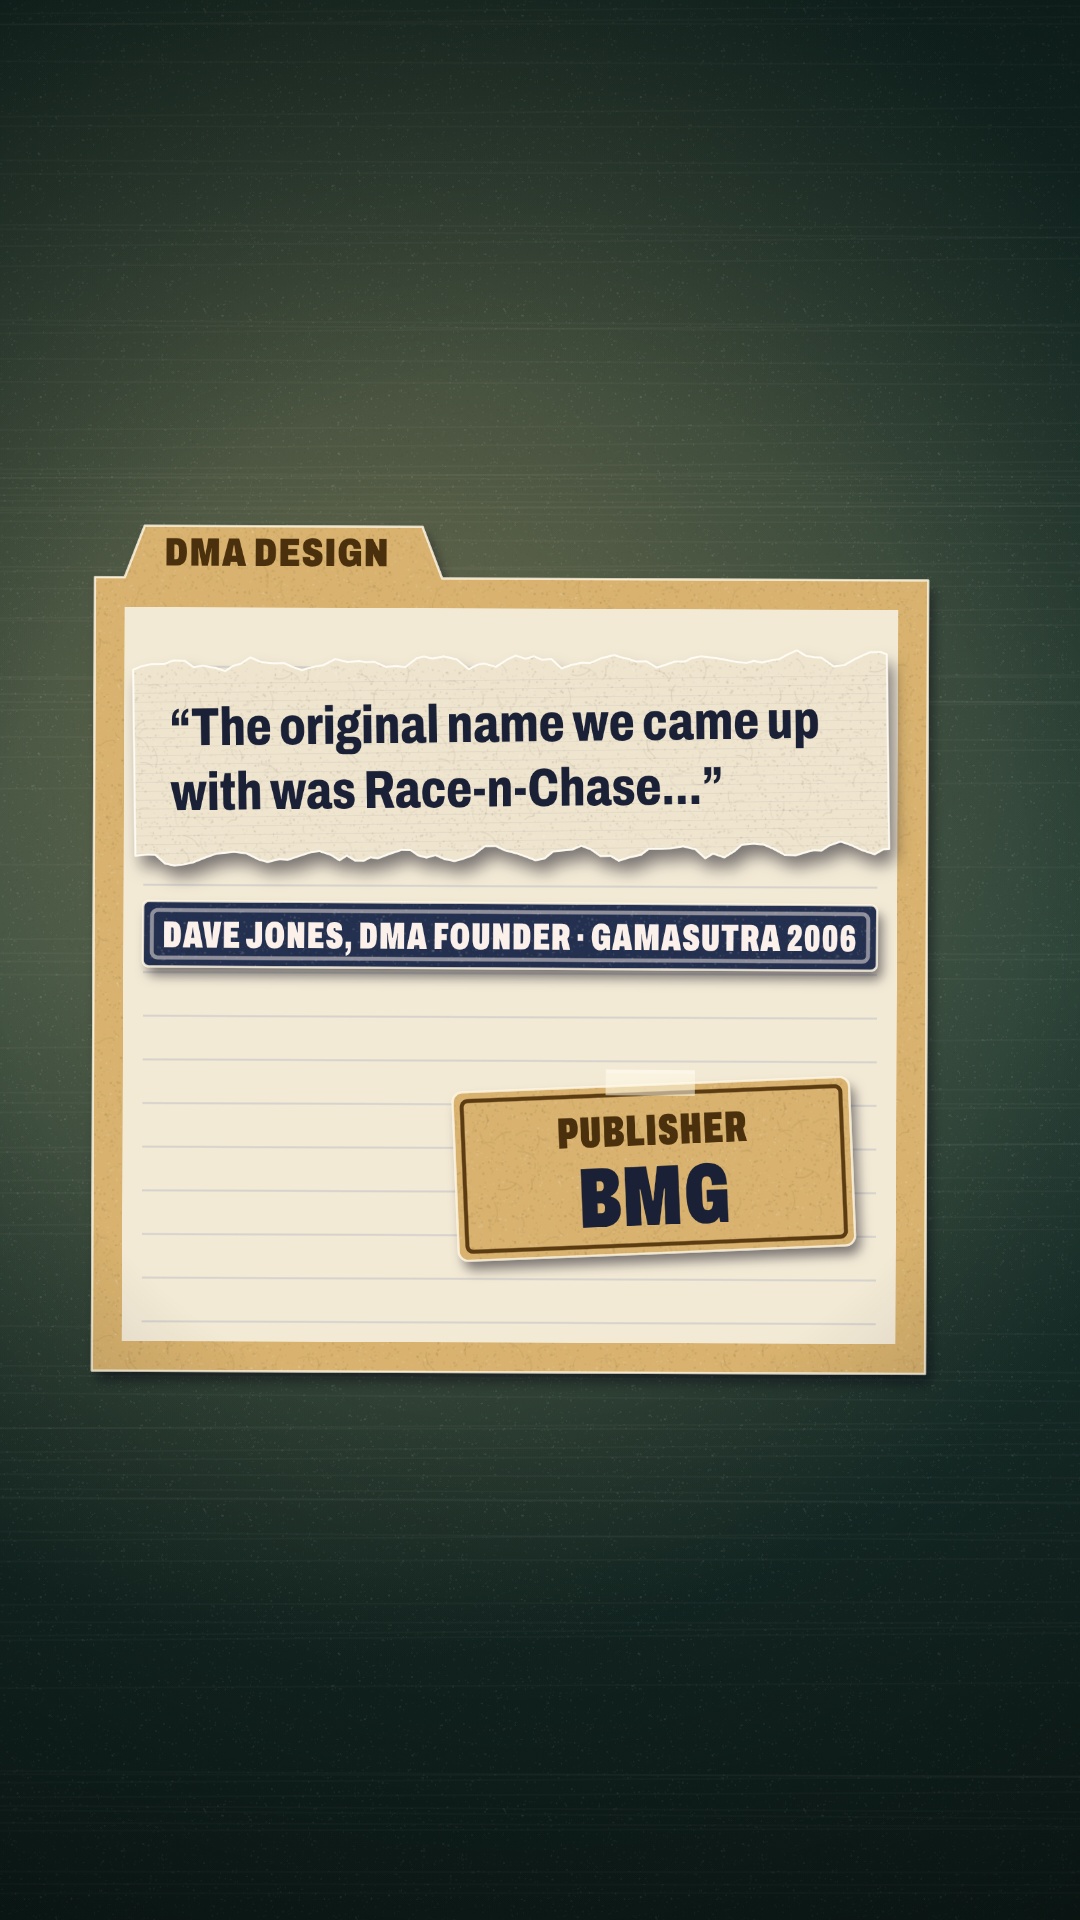 DMA DESIGN
“The original name we came up
with was Race-n-Chase...”
DAVE JONES, DMA FOUNDER · GAMASUTRA 2006
PUBLISHER
BMG